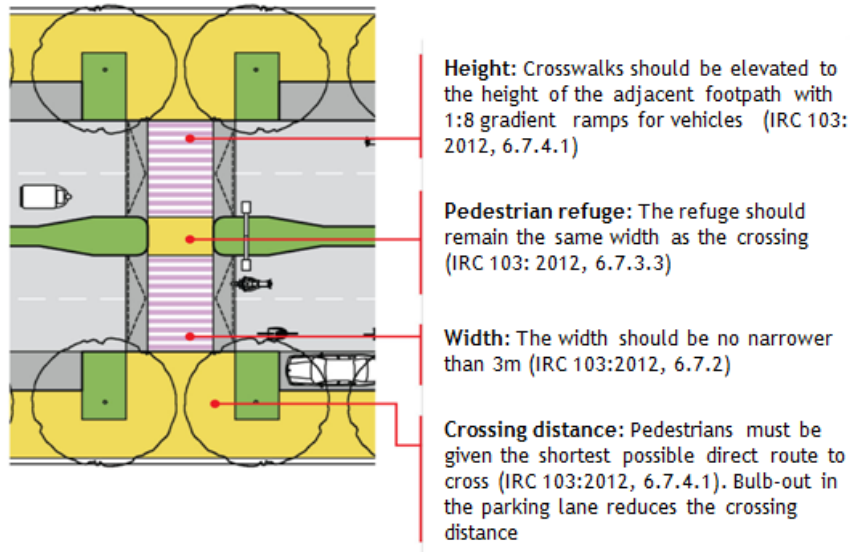 Height: Crosswalks should be elevated to
the height of the adjacent footpath with
1:8 gradient ramps for vehicles (IRC 103:
2012, 6.7.4.1)
Pedestrian refuge: The refuge should
remain the same width as the crossing
(IRC 103: 2012, 6.7.3.3)
Width: The width should be no narrower
than 3m (IRC 103:2012, 6.7.2)
Crossing distance: Pedestrians must be
given the shortest possible direct route to
cross (IRC 103:2012, 6.7.4.1). Bulb-out in
the parking lane reduces the crossing
distance